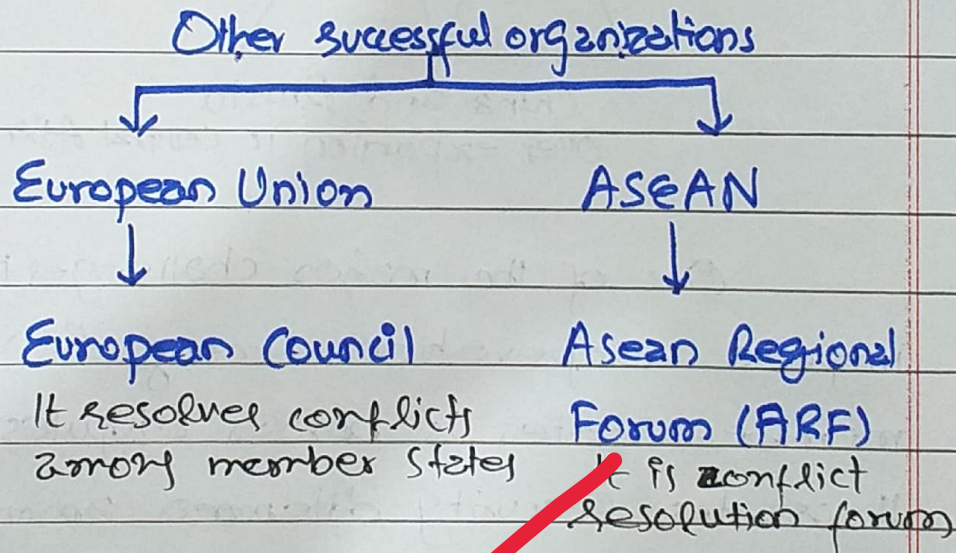 Other successful organizations
European Union
ASEAN
European Council
It resolves conflicts
among member states
Asean Regional
Forum (ARF)
It is conflict
resolution forum